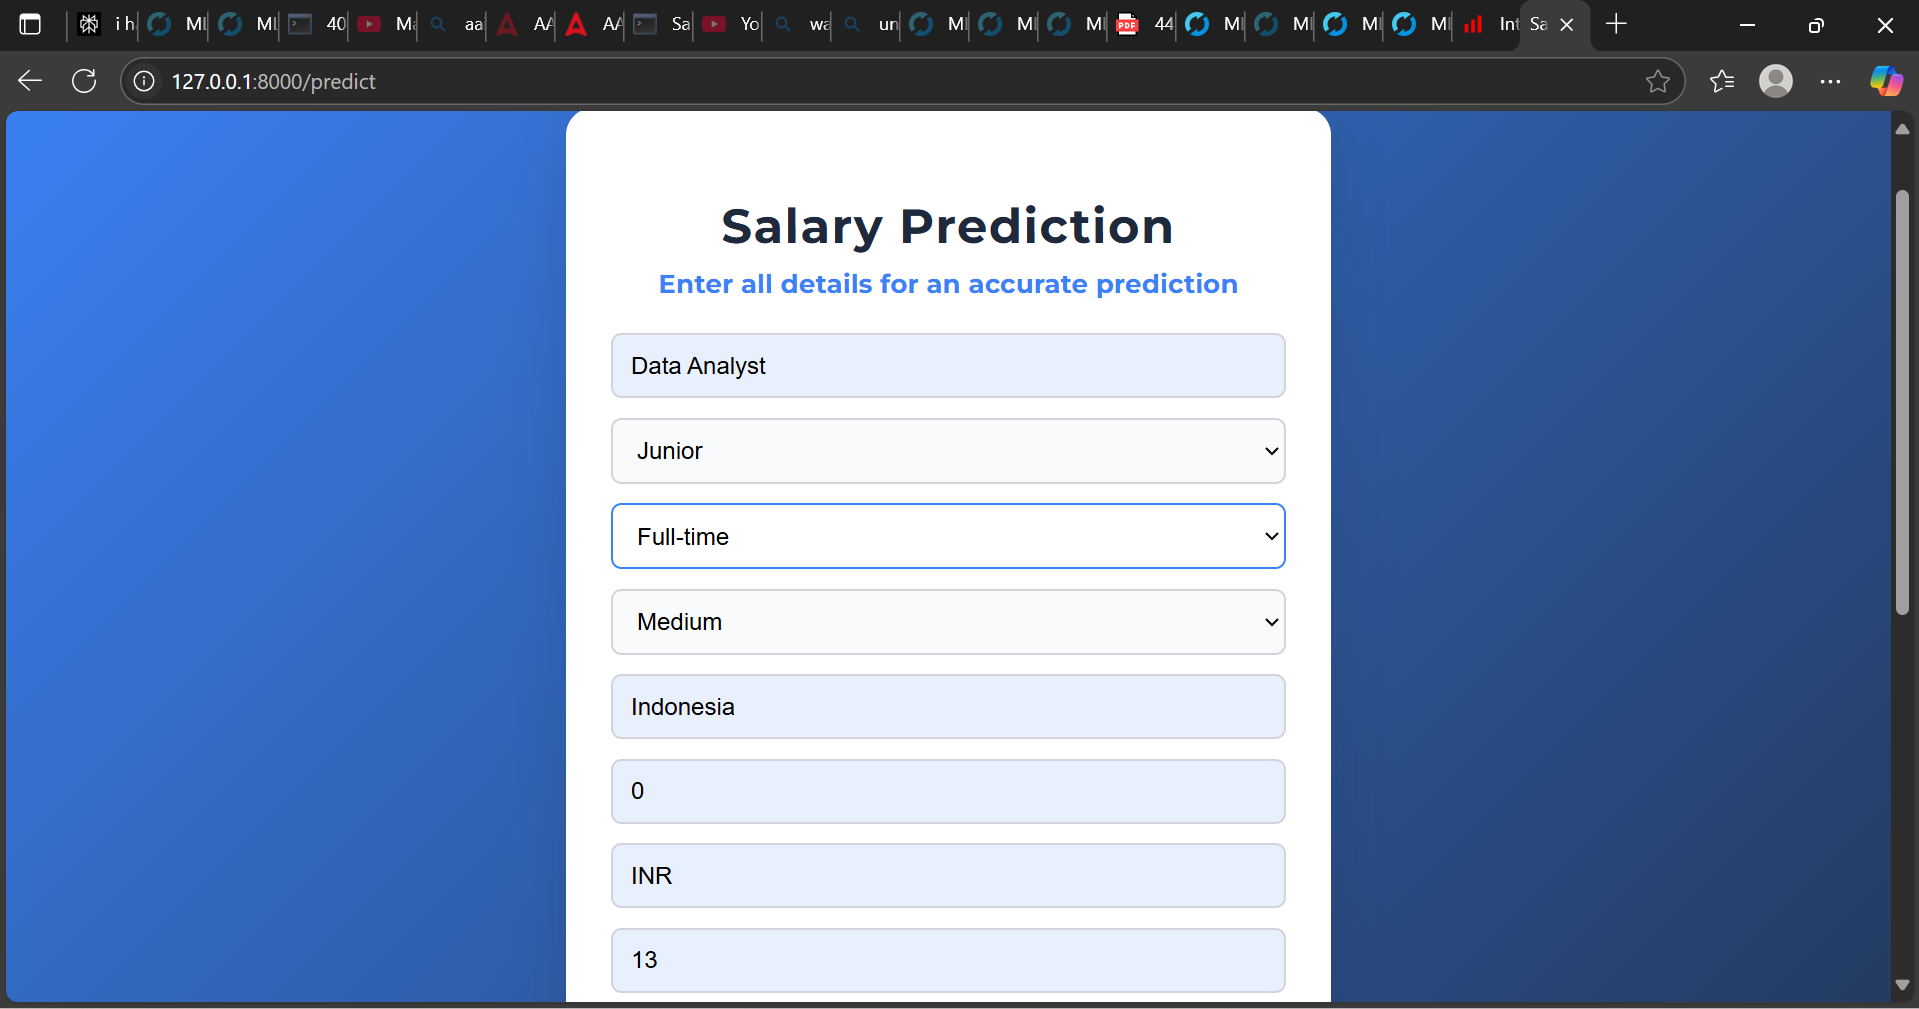 i h
MI
ML
40
Ma
aa
AA
AA
Sa
Yo
wa
un
MI
MI
MI
44
MI
MI
MI
MI
Int
Sa
127.0.0.1:8000/predict
Salary Prediction
Enter all details for an accurate prediction
Data Analyst
Junior
Full-time
Medium
Indonesia
0
INR
13